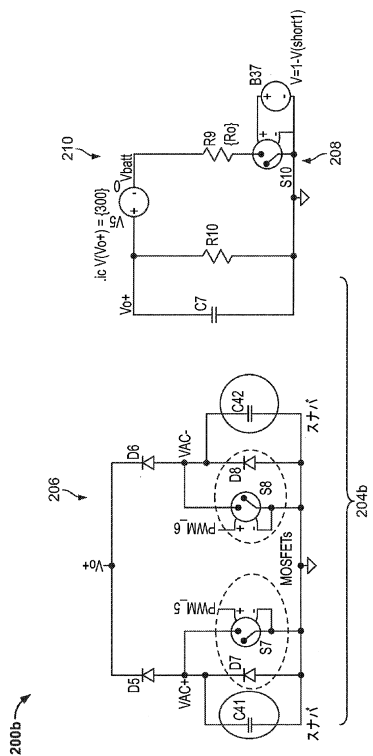 200b
206
Vo+
D5
D6
VAC+
VAC-
C41
D7
S7
PWM_5
PWM_6
S8
D8
C42
スナバ
MOSFETs
スナバ
204b
210
.ic V(Vo+) = {300}
Vo+
V5
0
Vbatt
C7
R10
R9
{Ro}
S10
B37
V=1-V(short1)
208